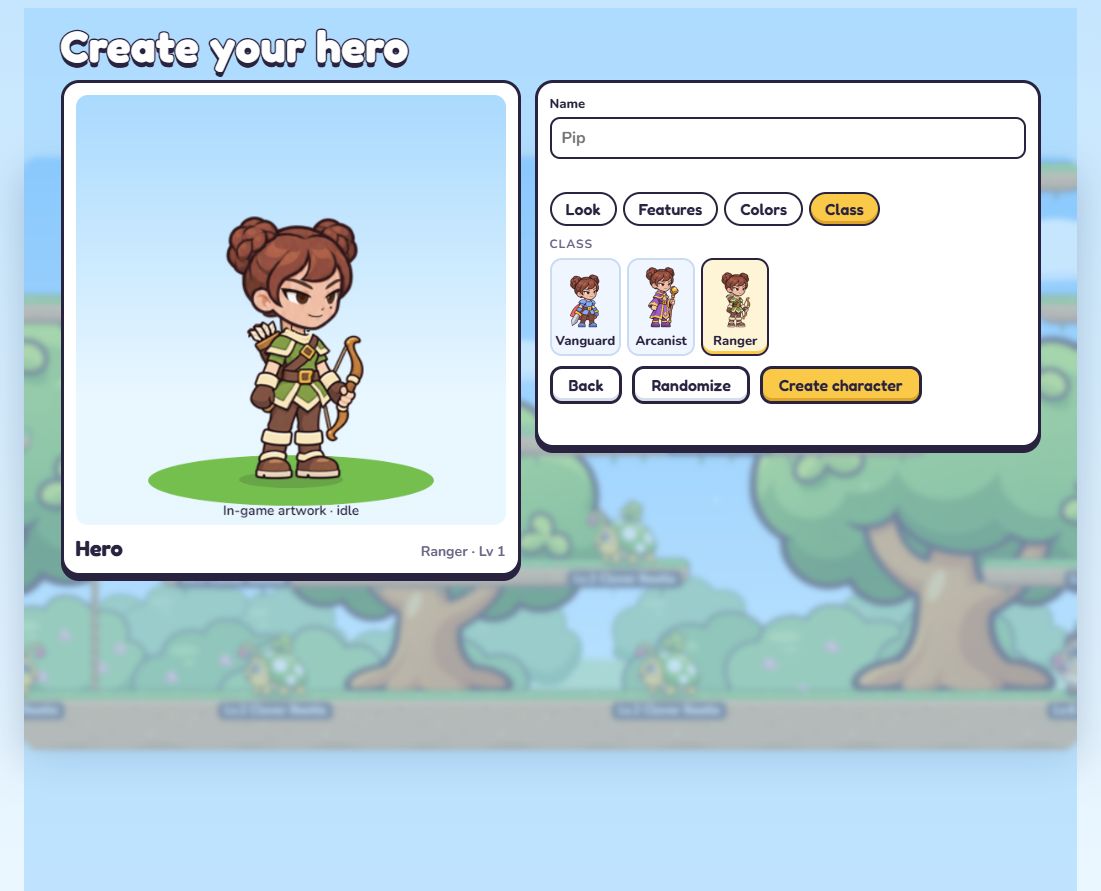 Create your hero
Name
Pip
Look Features Colors Class
CLASS
Vanguard Arcanist Ranger
Back Randomize Create character
In-game artwork · idle
Hero
Ranger · Lv 1